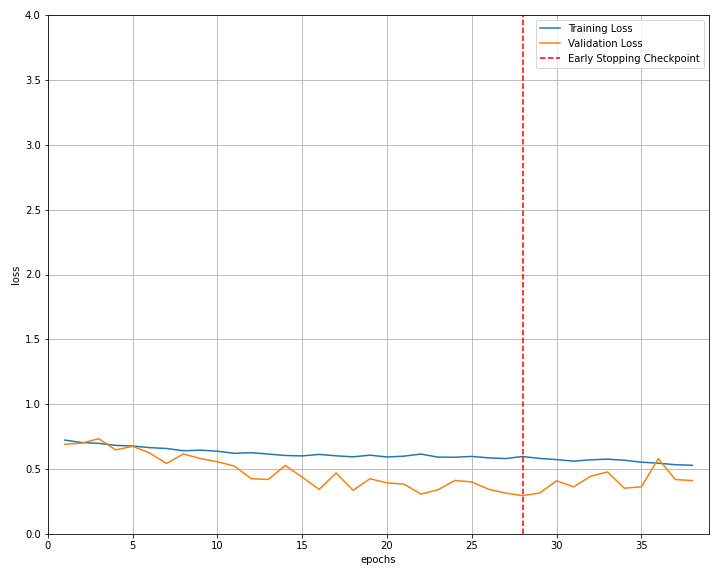 4.0
3.5
3.0
2.5
2.0
1.5
1.0
0.5
0.0
loss
0 5 10 15 20 25 30 35
epochs
Training Loss
Validation Loss
Early Stopping Checkpoint